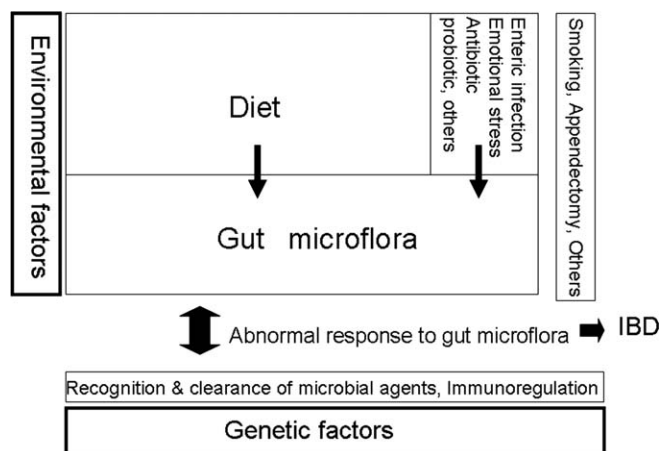 Environmental factors
Diet
Enteric infection
Emotional stress
Antibiotic
probiotic, others
Smoking, Appendectomy, Others
Gut microflora
Abnormal response to gut microflora
IBD
Recognition & clearance of microbial agents, Immunoregulation
Genetic factors